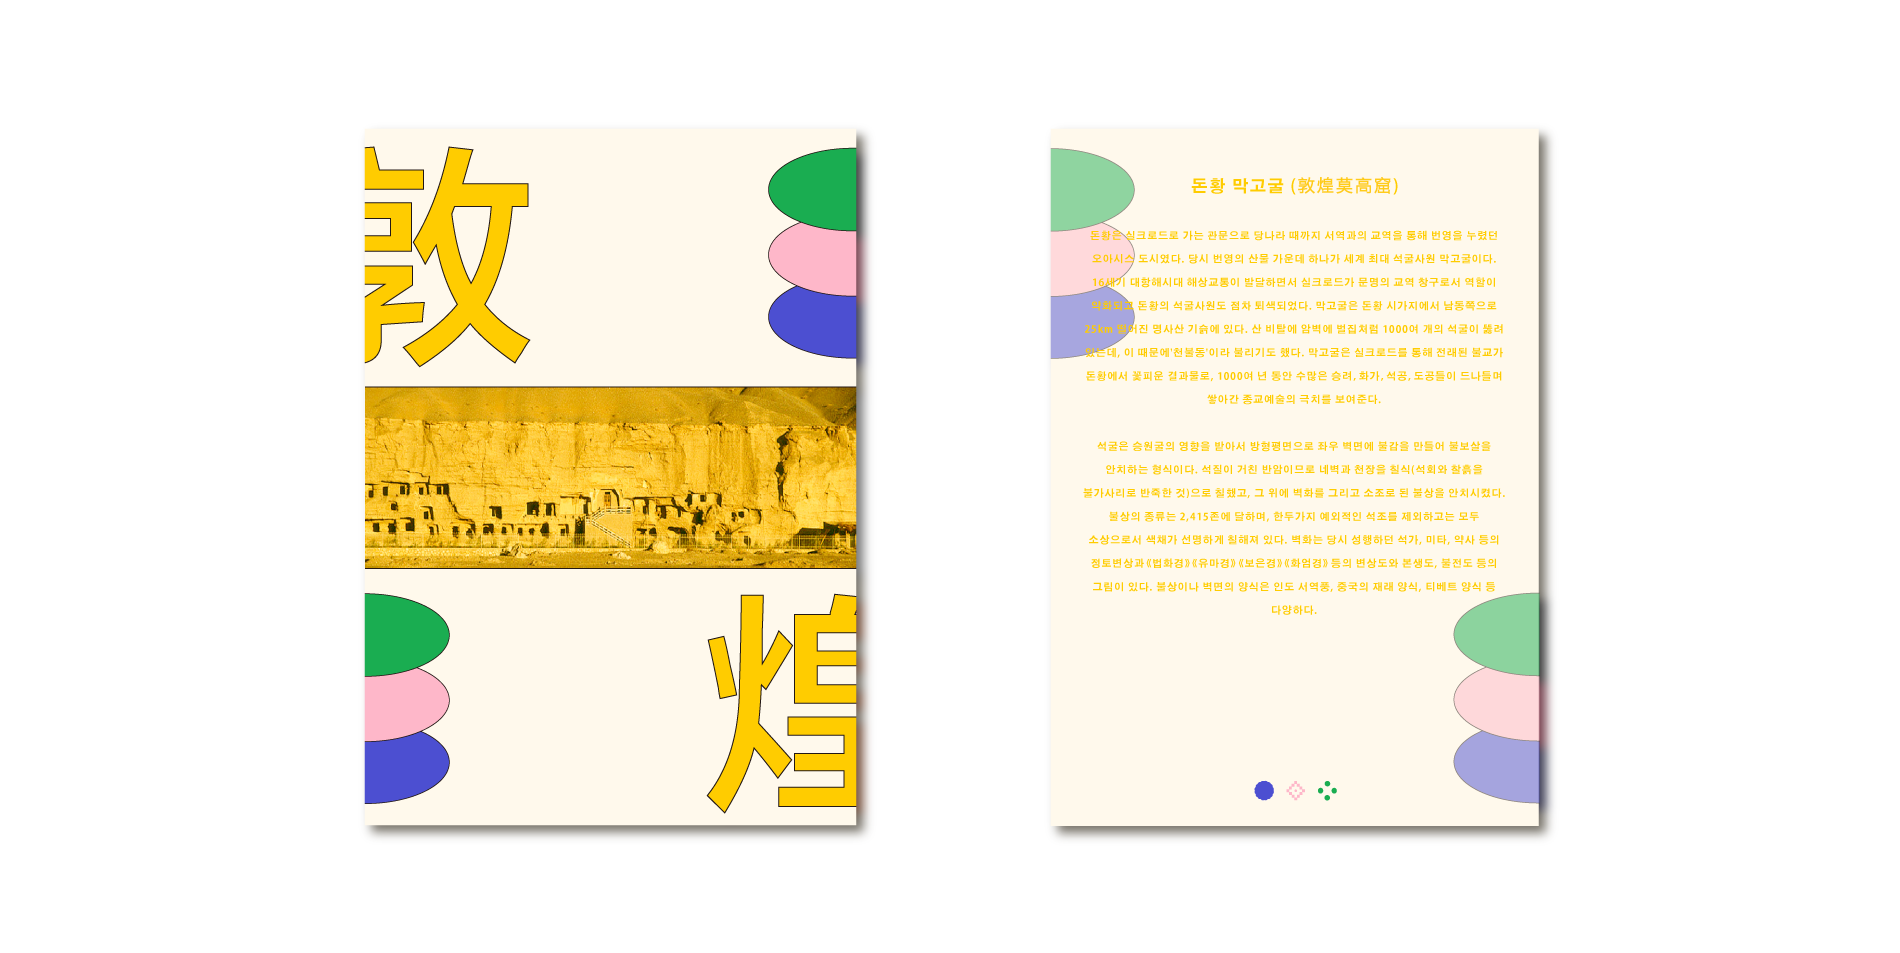 敦
煌
돈황 막고굴 (敦煌莫高窟)
돈황은 실크로드로 가는 관문으로 당나라 때까지 서역과의 교역을 통해 번영을 누렸던
오아시스 도시였다. 당시 번영의 산물 가운데 하나가 세계 최대 석굴사원 막고굴이다.
16세기 대항해시대 해상교통이 발달하면서 실크로드가 문명의 교역 창구로서 역할이
약화되고 돈황의 석굴사원도 점차 퇴색되었다. 막고굴은 돈황 시가지에서 남동쪽으로
25km 떨어진 명사산 기슭에 있다. 산 비탈에 암벽에 벌집처럼 1000여 개의 석굴이 뚫려
있는데, 이 때문에'천불동'이라 불리기도 했다. 막고굴은 실크로드를 통해 전래된 불교가
돈황에서 꽃피운 결과물로, 1000여 년 동안 수많은 승려, 화가, 석공, 도공들이 드나들며
쌓아간 종교예술의 극치를 보여준다.
석굴은 승원굴의 영향을 받아서 방형평면으로 좌우 벽면에 불감을 만들어 불보살을
안치하는 형식이다. 석질이 거친 반암이므로 네벽과 천장을 칠식(석회와 찰흙을
불가사리로 반죽한 것)으로 칠했고, 그 위에 벽화를 그리고 소조로 된 불상을 안치시켰다.
불상의 종류는 2,415존에 달하며, 한두가지 예외적인 석조를 제외하고는 모두
소상으로서 색채가 선명하게 칠해져 있다. 벽화는 당시 성행하던 석가, 미타, 약사 등의
정토변상과《법화경》《유마경》《보은경》《화엄경》 등의 변상도와 본생도, 불전도 등의
그림이 있다. 불상이나 벽면의 양식은 인도 서역풍, 중국의 재래 양식, 티베트 양식 등
다양하다.